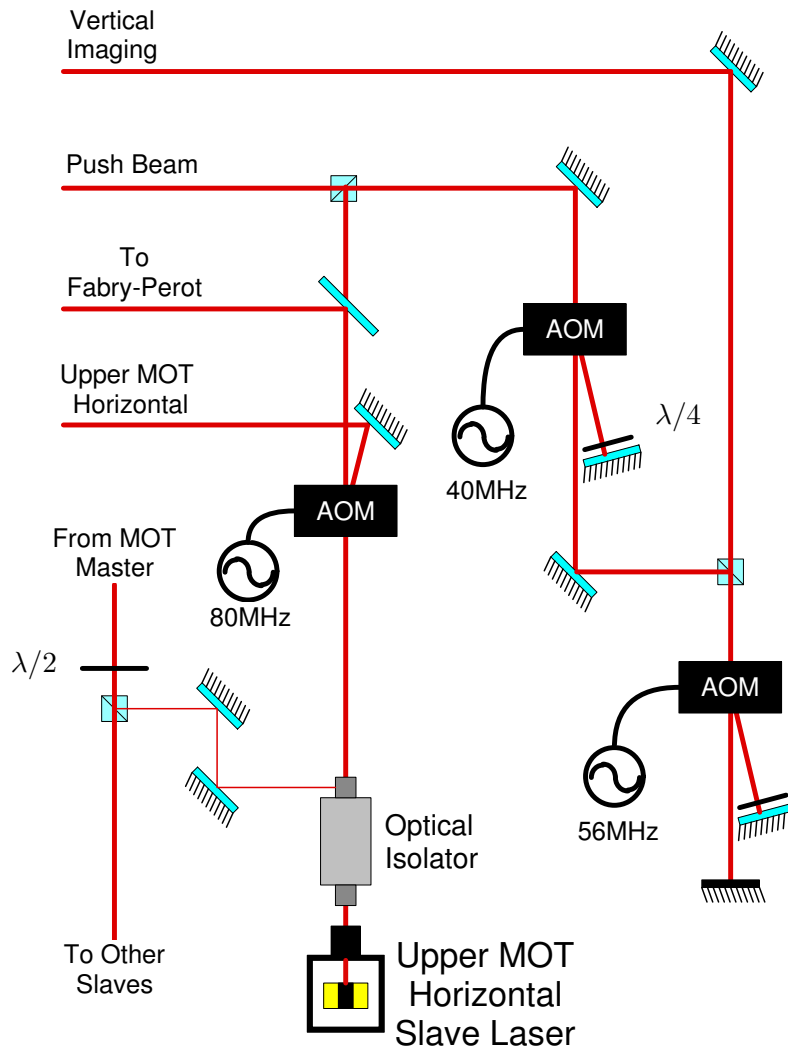 Vertical
Imaging
Push Beam
To
Fabry-Perot
Upper MOT
Horizontal
AOM
λ/4
40MHz
AOM
From MOT
Master
80MHz
λ/2
AOM
56MHz
Optical
Isolator
To Other
Slaves
Upper MOT
Horizontal
Slave Laser